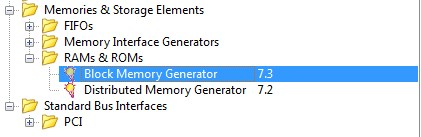 Memories & Storage Elements
FIFOs
Memory Interface Generators
RAMs & ROMs
Block Memory Generator 7.3
Distributed Memory Generator 7.2
Standard Bus Interfaces
PCI